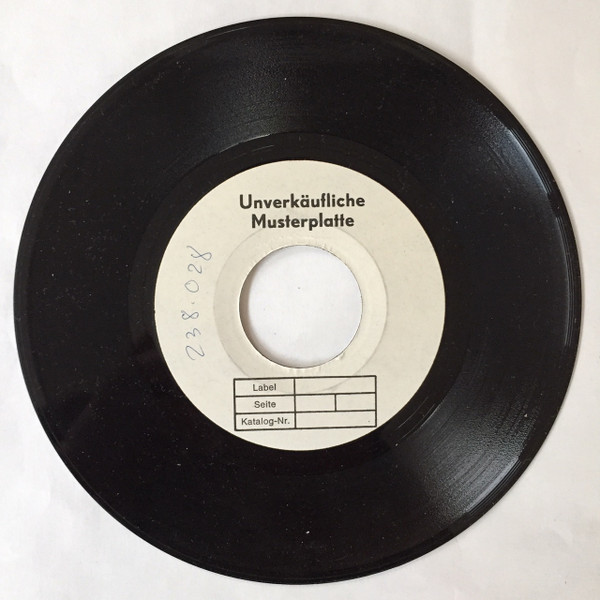 Unverkäufliche
Musterplatte
238.028
Label
Seite
Katalog-Nr.